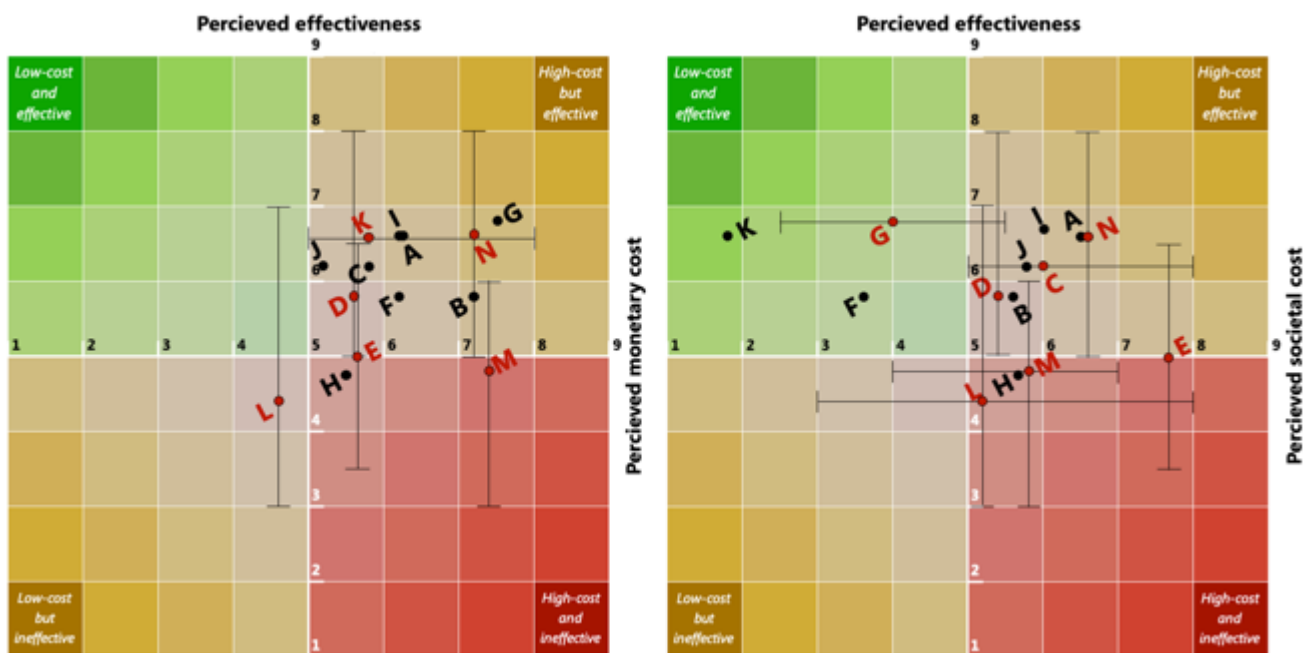 Percieved effectiveness
9
Low-cost
and
effective
High-cost
but
effective
8
7
K
I
G
N
A
J
6
C
D
F
B
1 2 3 4 5 6 7 8 9
E
M
H
L
4
3
2
Low-cost
but
ineffective
High-cost
and
ineffective
1
Percieved monetary cost
Percieved effectiveness
9
Low-cost
and
effective
High-cost
but
effective
8
7
K
G
I
A
N
J
6
C
D
F
B
1 2 3 4 5 6 7 8 9
E
M
H
L
4
3
2
Low-cost
but
ineffective
High-cost
and
ineffective
1
Percieved societal cost